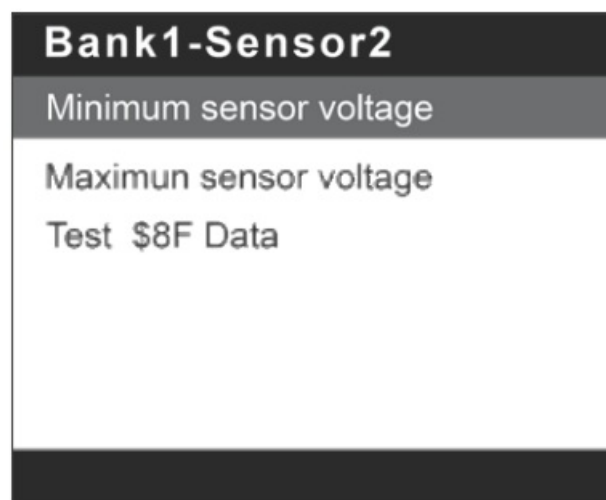 Bank1-Sensor2
Minimum sensor voltage
Maximun sensor voltage
Test $8F Data